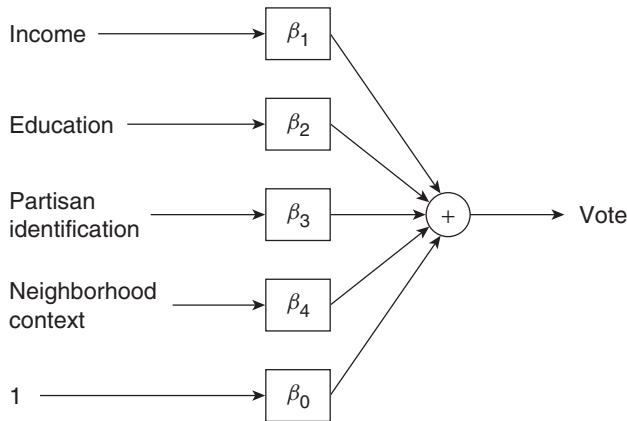 Income
β1
Education
β2
Partisan
identification
β3
+
Vote
Neighborhood
context
β4
1
β0